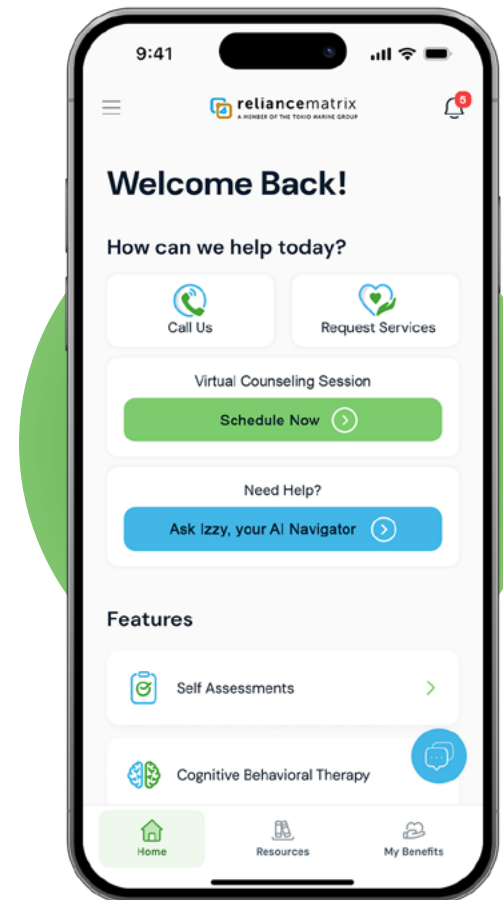 9:41
reliancematrix
A MEMBER OF THE TOKIO MARINE GROUP
5
Welcome Back!
How can we help today?
Call Us
Request Services
Virtual Counseling Session
Schedule Now
Need Help?
Ask Izzy, your AI Navigator
Features
Self Assessments
Cognitive Behavioral Therapy
Home
Resources
My Benefits